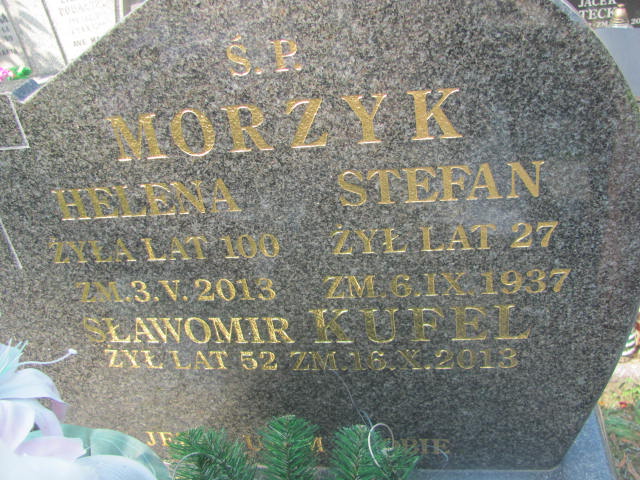 Ś.P.
MORZYK
HELENA STEFAN
ŻYŁA LAT 100 ŻYŁ LAT 27
ZM.3.V.2013 ZM.6.IX.1937
SŁAWOMIR KUFEL
ŻYŁ LAT 52 ZM.16.X.2013
JACEK